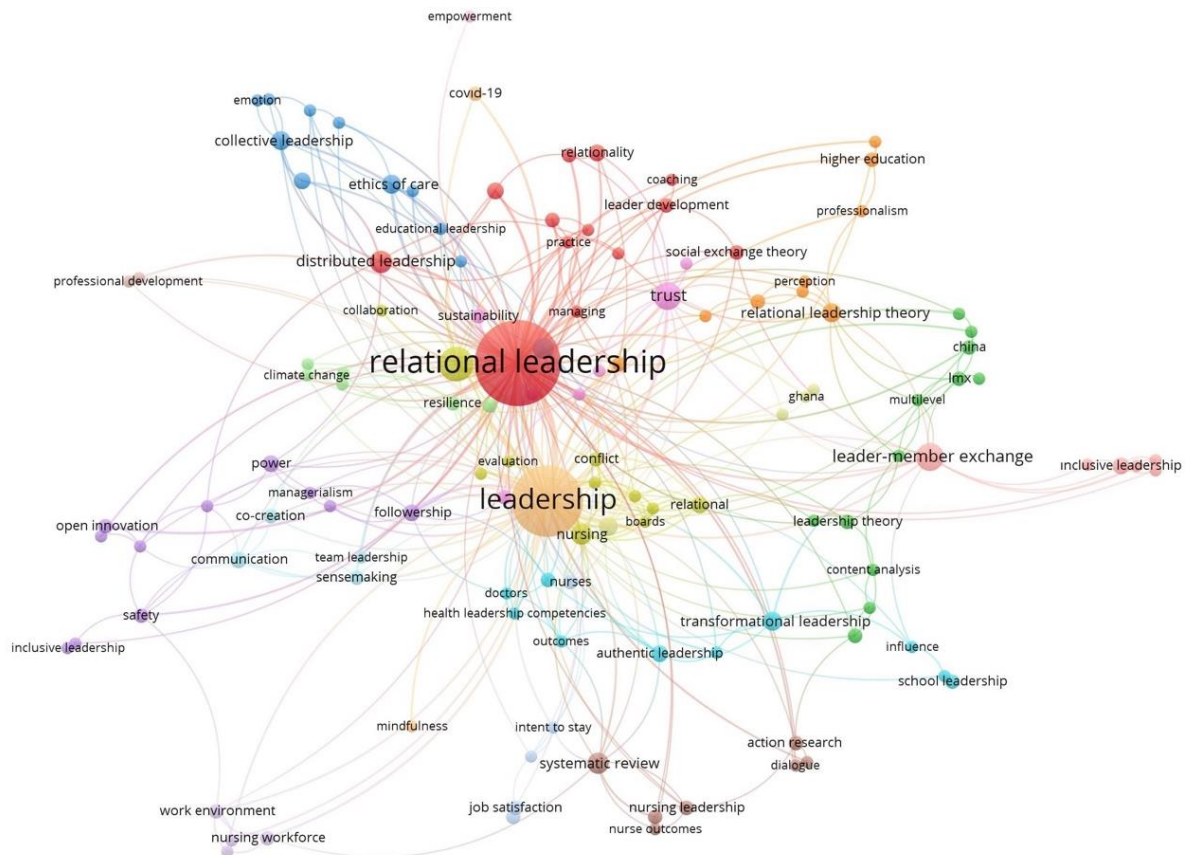 empowerment
covid-19
emotion
collective leadership
relationality
higher education
coaching
ethics of care
leader development
professionalism
educational leadership
practice
social exchange theory
distributed leadership
professional development
perception
trust
collaboration
sustainability
managing
relational leadership theory
china
relational leadership
climate change
lmx
ghana
multilevel
resilience
leader-member exchange
power
evaluation
conflict
inclusive leadership
managerialism
leadership
relational
co-creation
followership
boards
leadership theory
open innovation
nursing
communication
team leadership
content analysis
sensemaking
nurses
doctors
safety
health leadership competencies
transformational leadership
outcomes
influence
inclusive leadership
authentic leadership
school leadership
mindfulness
intent to stay
action research
systematic review
dialogue
work environment
job satisfaction
nursing leadership
nurse outcomes
nursing workforce